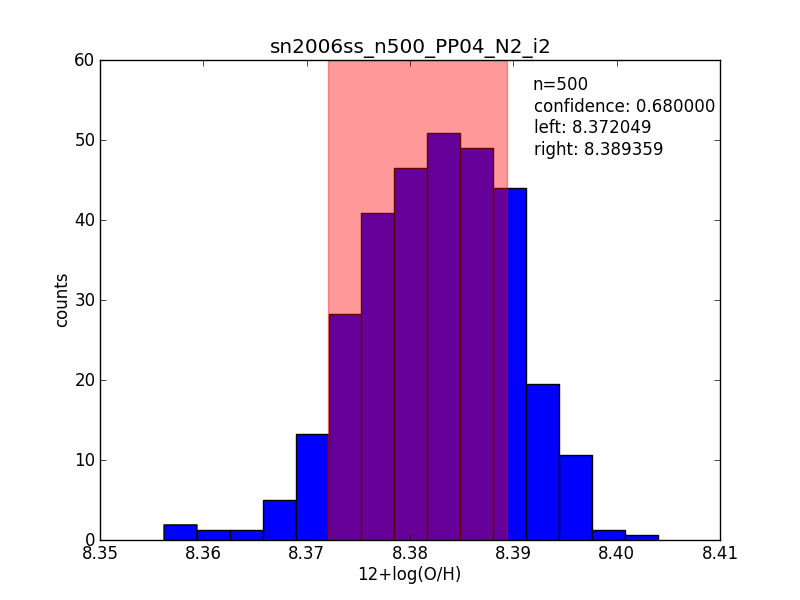 sn2006ss_n500_PP04_N2_i2
60
n=500
confidence: 0.680000
left: 8.372049
right: 8.389359
50
40
30
20
10
0
counts
8.35 8.36 8.37 8.38 8.39 8.40 8.41
12+log(O/H)